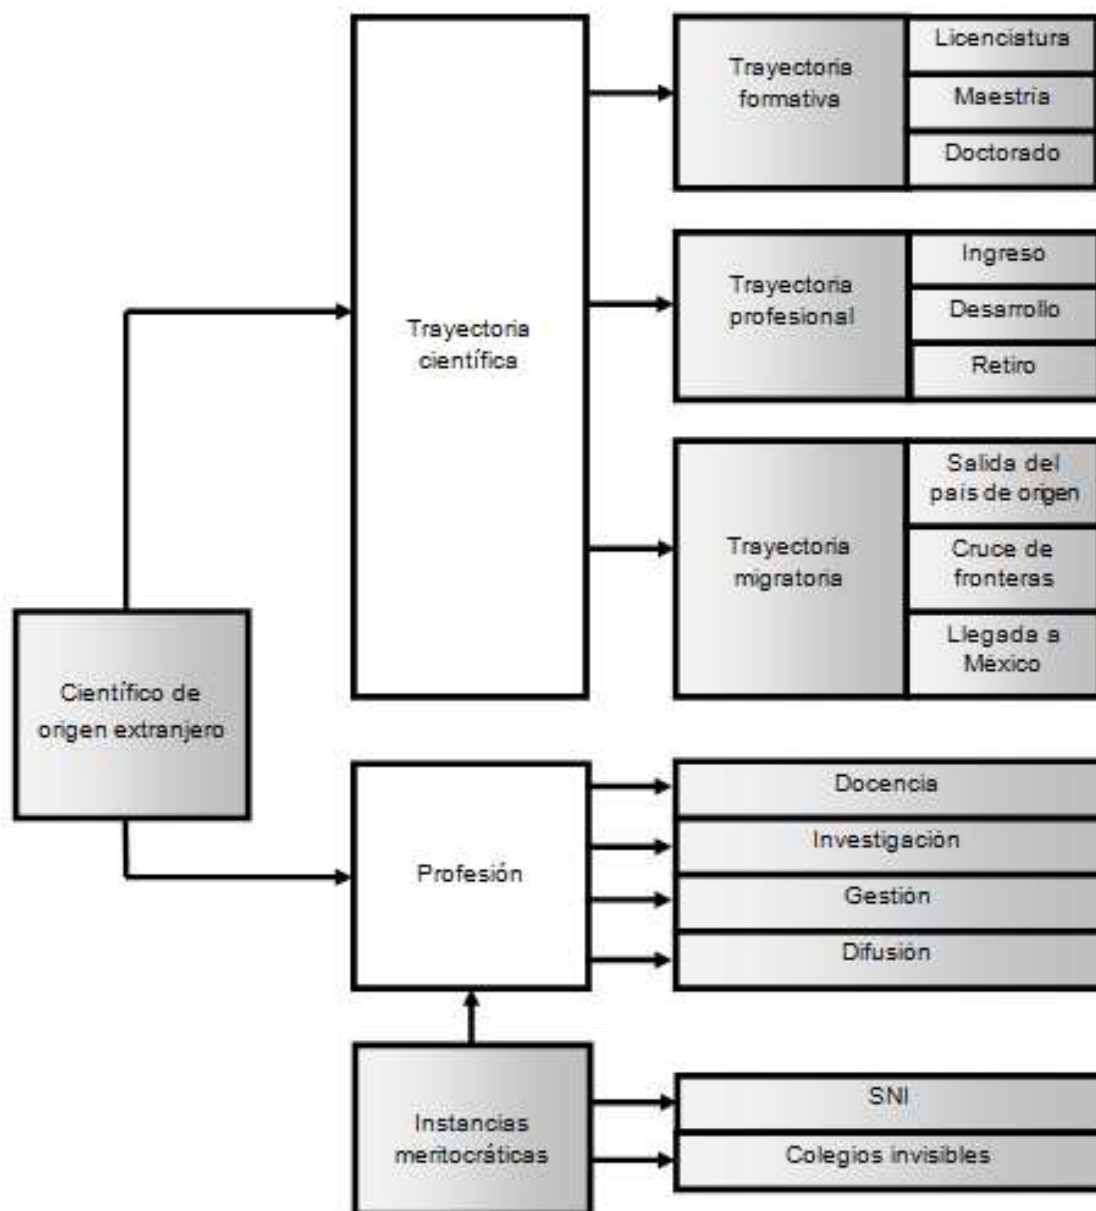 Trayectoria
formativa
Licenciatura
Maestría
Doctorado
Trayectoria
profesional
Ingreso
Desarrollo
Retiro
Trayectoria
científica
Trayectoria
migratoria
Salida del
país de origen
Cruce de
fronteras
Llegada a
México
Científico de
origen extranjero
Profesión
Docencia
Investigación
Gestión
Difusión
Instancias
meritocráticas
SNI
Colegios invisibles